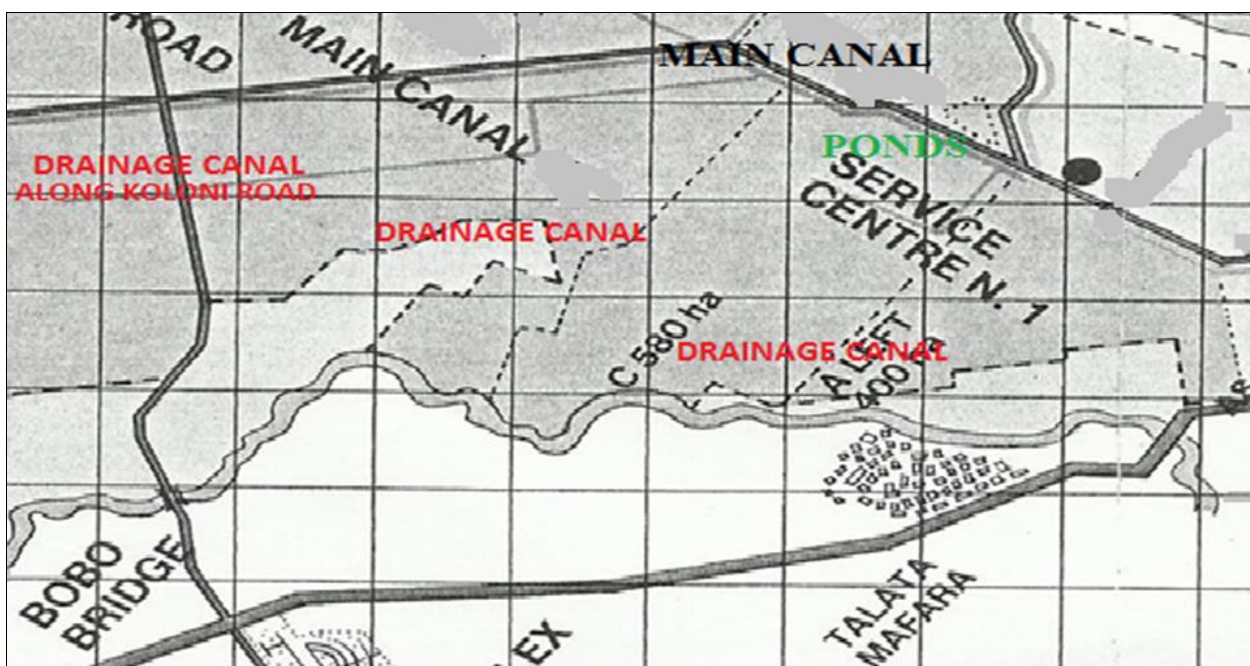 ROAD
MAIN CANAL
MAIN CANAL
DRAINAGE CANAL
ALONG KOLONI ROAD
PONDS
SERVICE
CENTRE N. 1
DRAINAGE CANAL
C 580 ha
DRAINAGE CANAL
A LEFT
400 ha
BOBO
BRIDGE
EX
TALATA
MAFARA